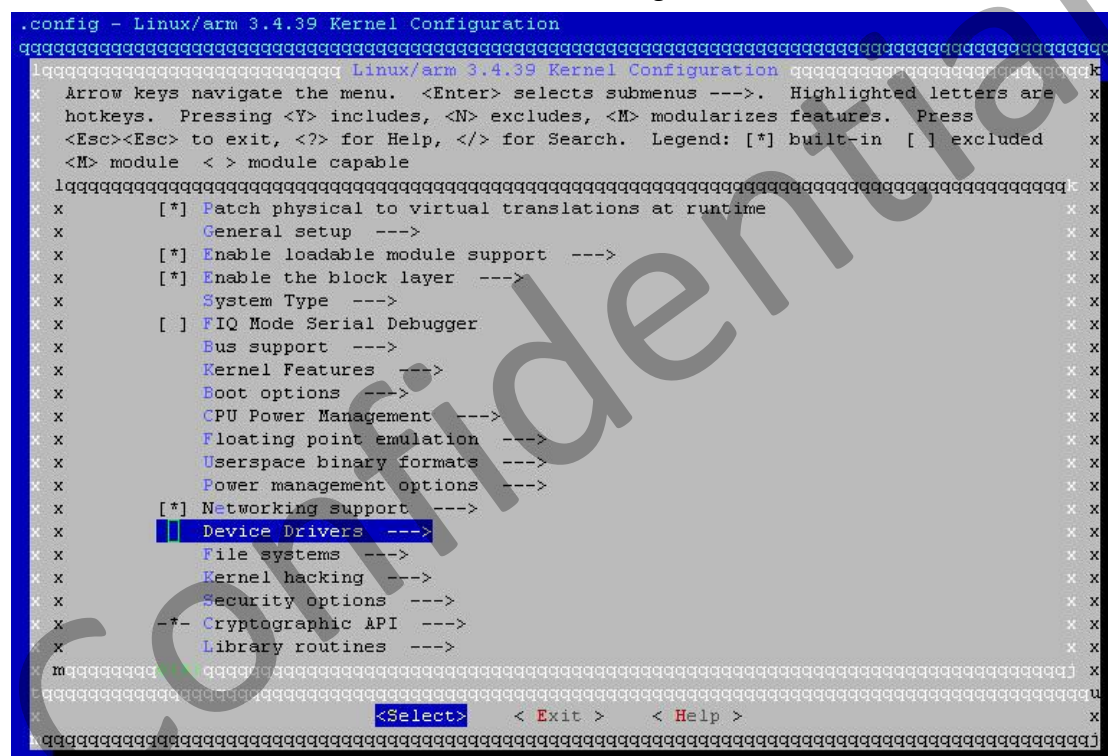 .config - Linux/arm 3.4.39 Kernel Configuration
Linux/arm 3.4.39 Kernel Configuration
Arrow keys navigate the menu.  <Enter> selects submenus --->.  Highlighted letters are
hotkeys.  Pressing <Y> includes, <N> excludes, <M> modularizes features.  Press
<Esc><Esc> to exit, <?> for Help, </> for Search.  Legend: [*] built-in  [ ] excluded
<M> module  < > module capable
[*] Patch physical to virtual translations at runtime
General setup  --->
[*] Enable loadable module support  --->
[*] Enable the block layer  --->
System Type  --->
[ ] FIQ Mode Serial Debugger
Bus support  --->
Kernel Features  --->
Boot options  --->
CPU Power Management  --->
Floating point emulation  --->
Userspace binary formats  --->
Power management options  --->
[*] Networking support  --->
Device Drivers  --->
File systems  --->
Kernel hacking  --->
Security options  --->
-*- Cryptographic API  --->
Library routines  --->
<Select>    < Exit >    < Help >
Confidential